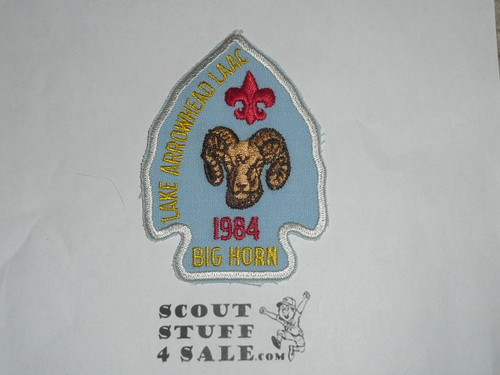 LAKE ARROWHEAD LAAC
1984
BIG HORN
SCOUT
STUFF
4 SALE.com